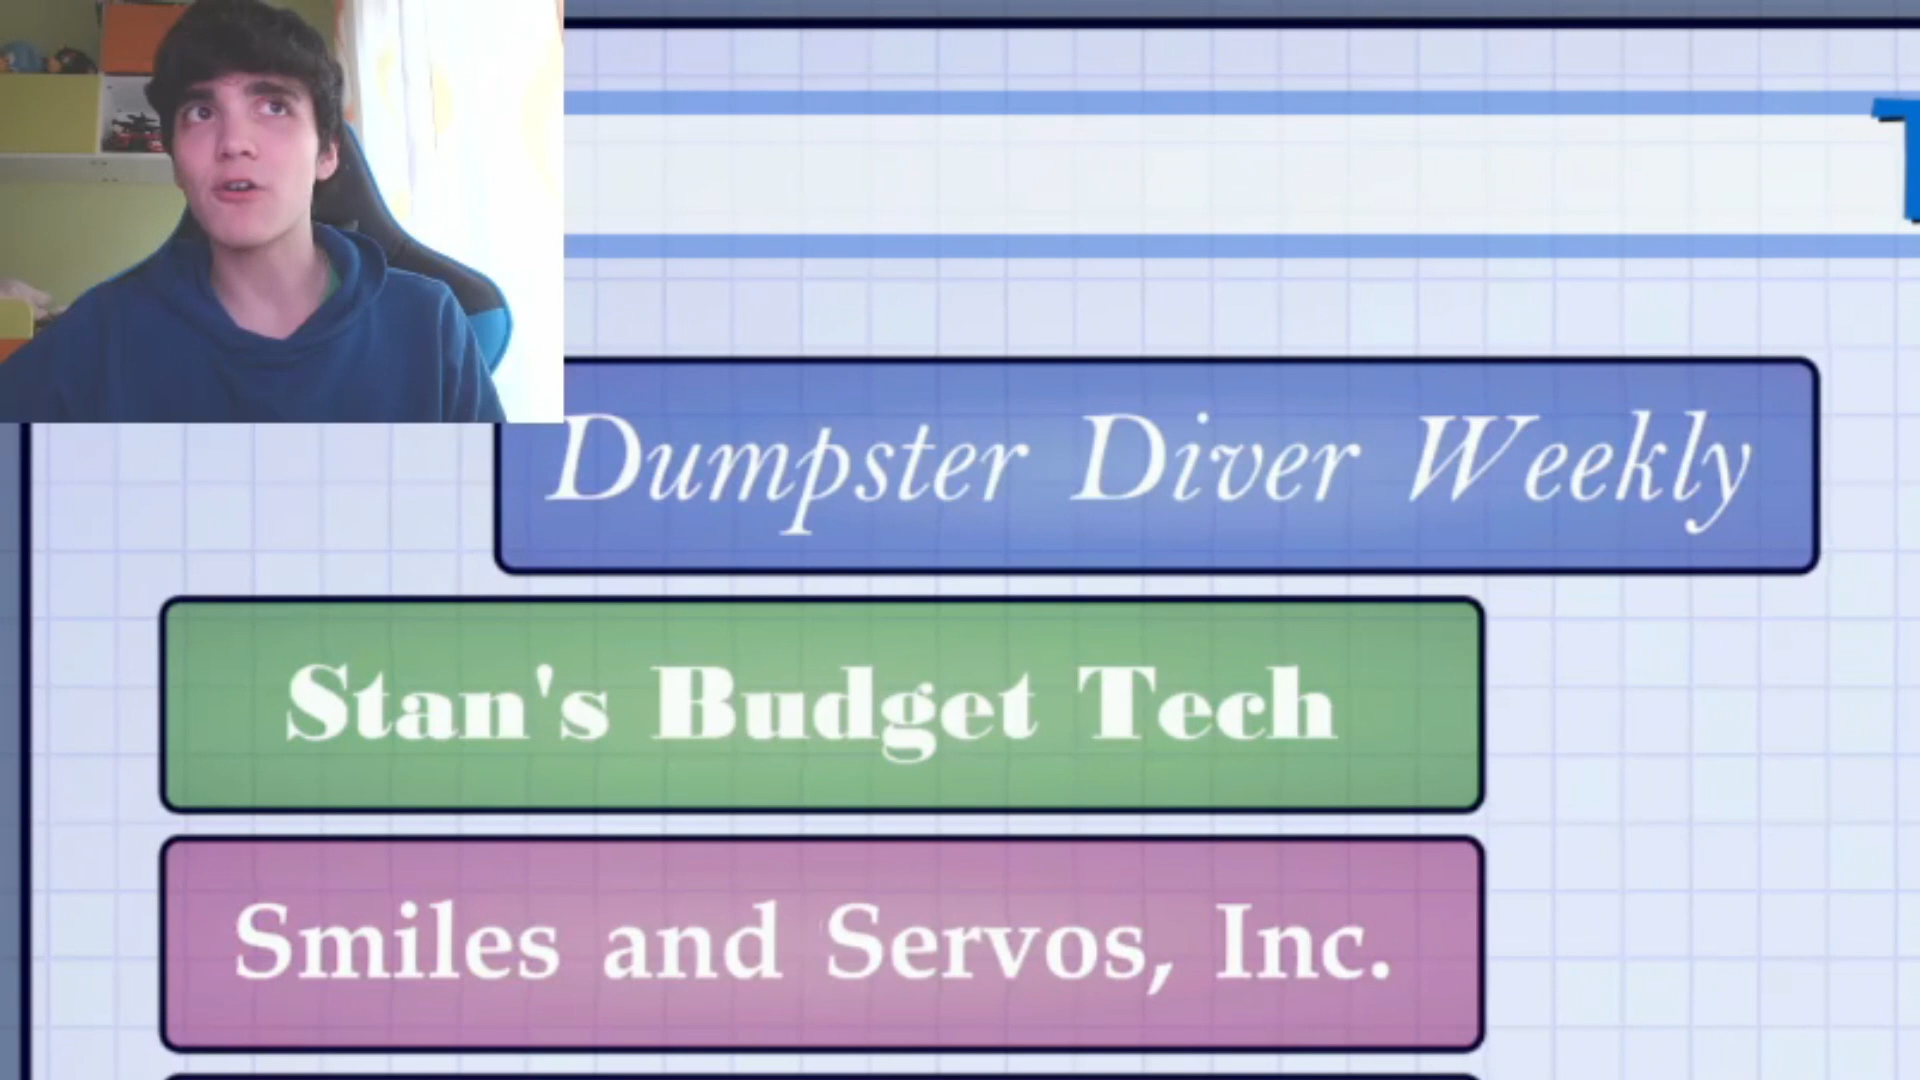 Dumpster Diver Weekly
Stan's Budget Tech
Smiles and Servos, Inc.